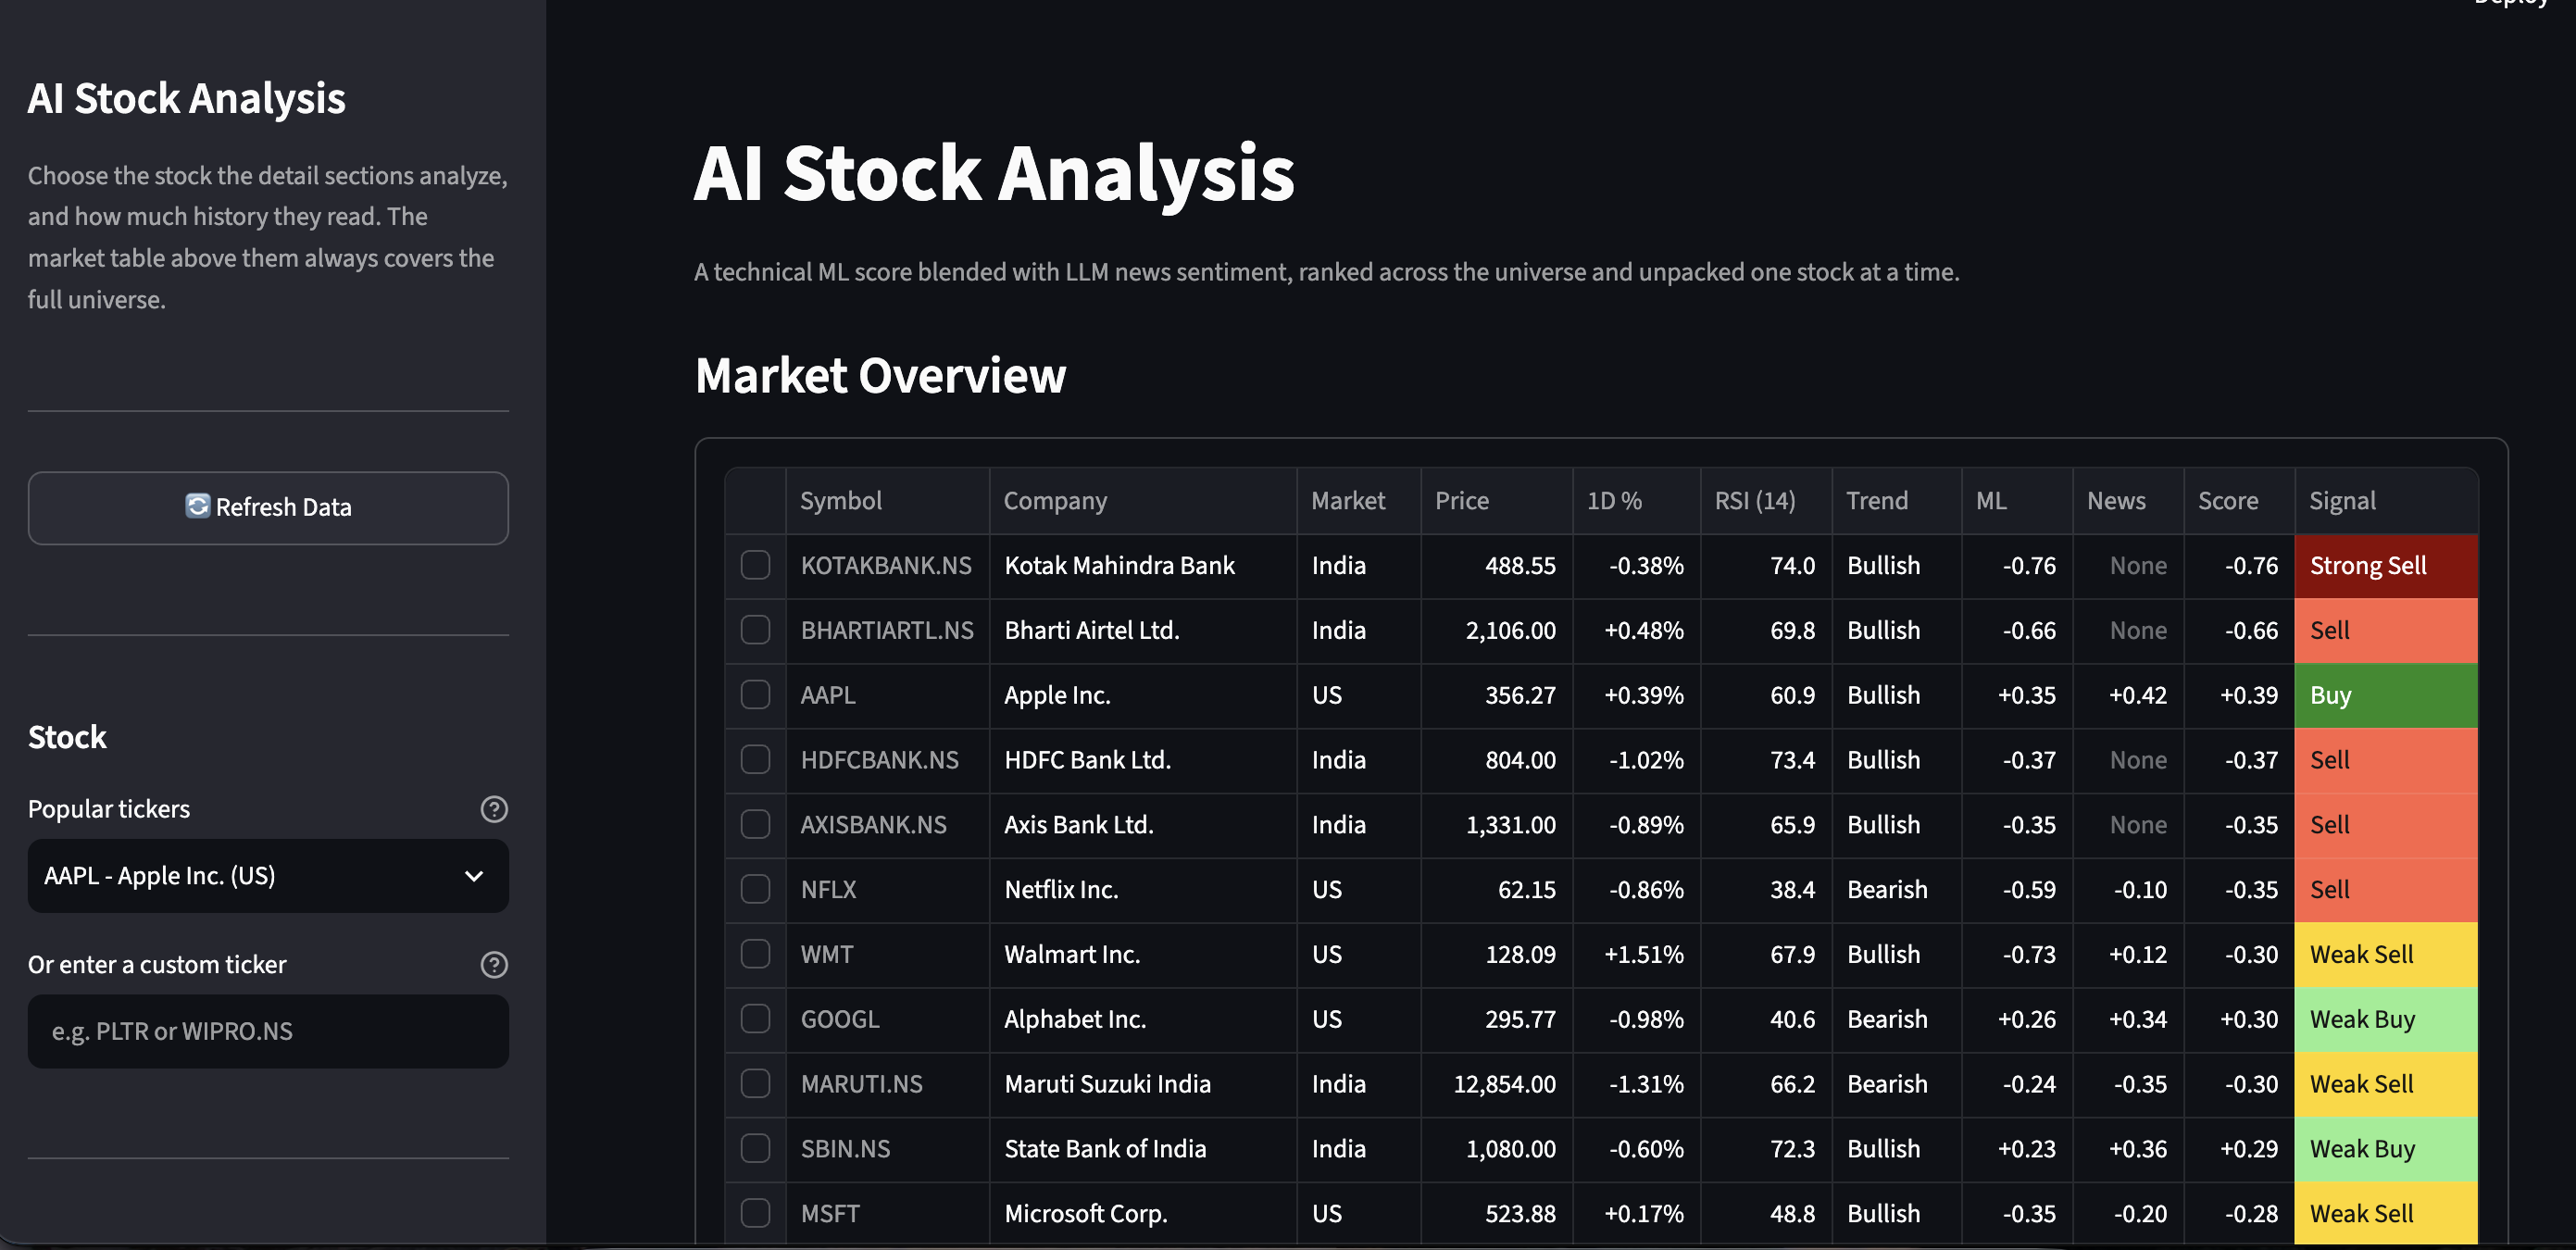 Deploy
AI Stock Analysis
Choose the stock the detail sections analyze,
and how much history they read. The
market table above them always covers the
full universe.
Refresh Data
Stock
Popular tickers
AAPL - Apple Inc. (US)
Or enter a custom ticker
e.g. PLTR or WIPRO.NS
AI Stock Analysis
A technical ML score blended with LLM news sentiment, ranked across the universe and unpacked one stock at a time.
Market Overview
Symbol Company Market Price 1D % RSI (14) Trend ML News Score Signal
KOTAKBANK.NS Kotak Mahindra Bank India 488.55 -0.38% 74.0 Bullish -0.76 None -0.76 Strong Sell
BHARTIARTL.NS Bharti Airtel Ltd. India 2,106.00 +0.48% 69.8 Bullish -0.66 None -0.66 Sell
AAPL Apple Inc. US 356.27 +0.39% 60.9 Bullish +0.35 +0.42 +0.39 Buy
HDFCBANK.NS HDFC Bank Ltd. India 804.00 -1.02% 73.4 Bullish -0.37 None -0.37 Sell
AXISBANK.NS Axis Bank Ltd. India 1,331.00 -0.89% 65.9 Bullish -0.35 None -0.35 Sell
NFLX Netflix Inc. US 62.15 -0.86% 38.4 Bearish -0.59 -0.10 -0.35 Sell
WMT Walmart Inc. US 128.09 +1.51% 67.9 Bullish -0.73 +0.12 -0.30 Weak Sell
GOOGL Alphabet Inc. US 295.77 -0.98% 40.6 Bearish +0.26 +0.34 +0.30 Weak Buy
MARUTI.NS Maruti Suzuki India India 12,854.00 -1.31% 66.2 Bearish -0.24 -0.35 -0.30 Weak Sell
SBIN.NS State Bank of India India 1,080.00 -0.60% 72.3 Bullish +0.23 +0.36 +0.29 Weak Buy
MSFT Microsoft Corp. US 523.88 +0.17% 48.8 Bullish -0.35 -0.20 -0.28 Weak Sell